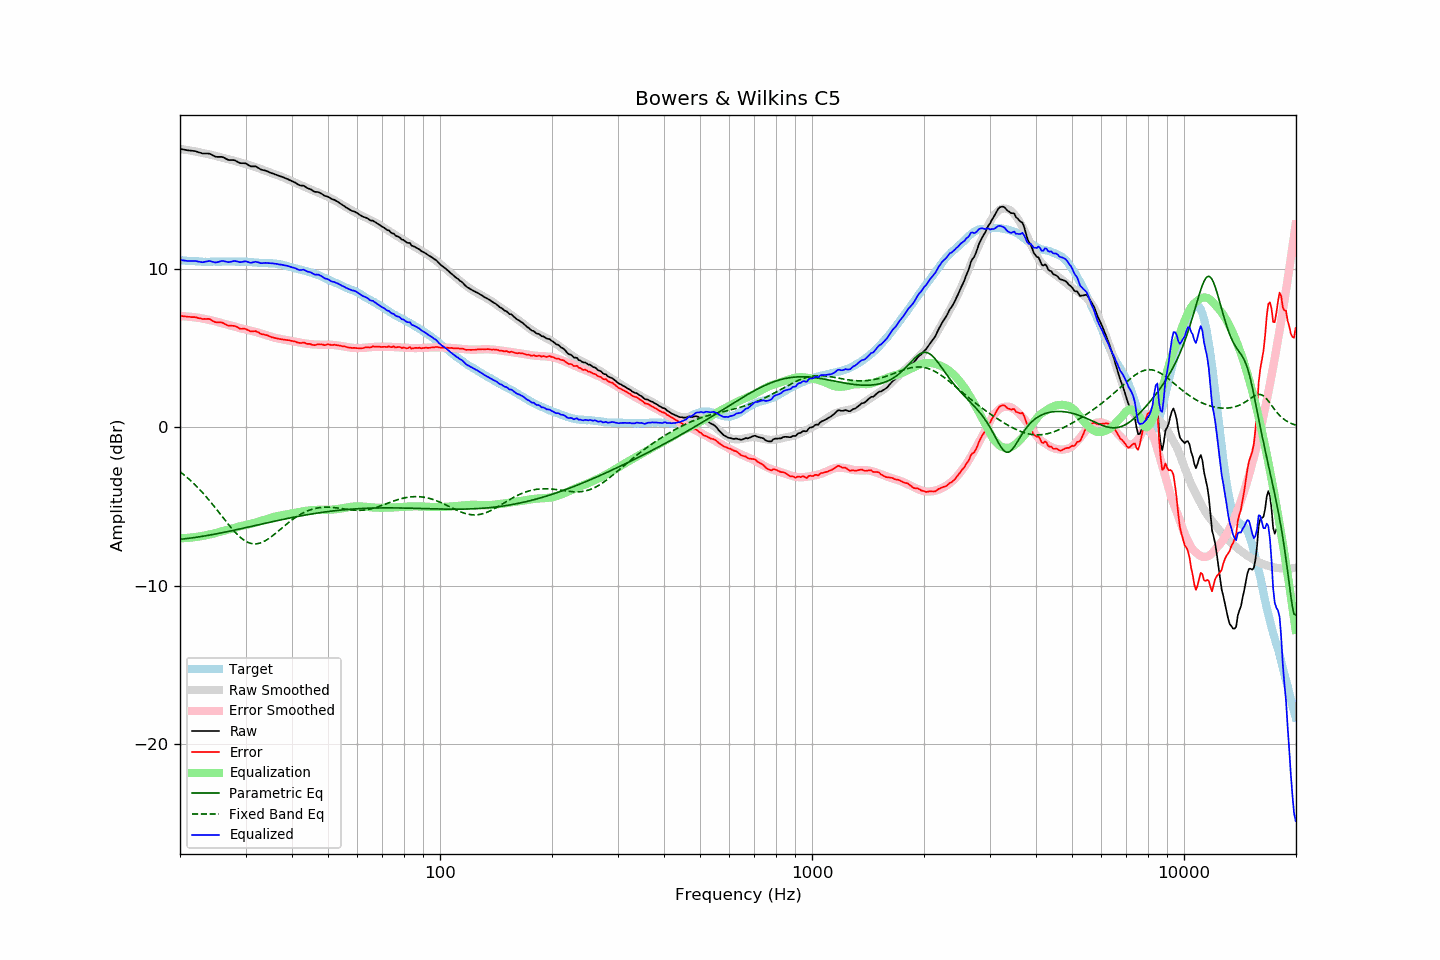 Bowers & Wilkins C5
10
0
−10
−20
Amplitude (dBr)
Target
Raw Smoothed
Error Smoothed
Raw
Error
Equalization
Parametric Eq
Fixed Band Eq
Equalized
100
1000
10000
Frequency (Hz)